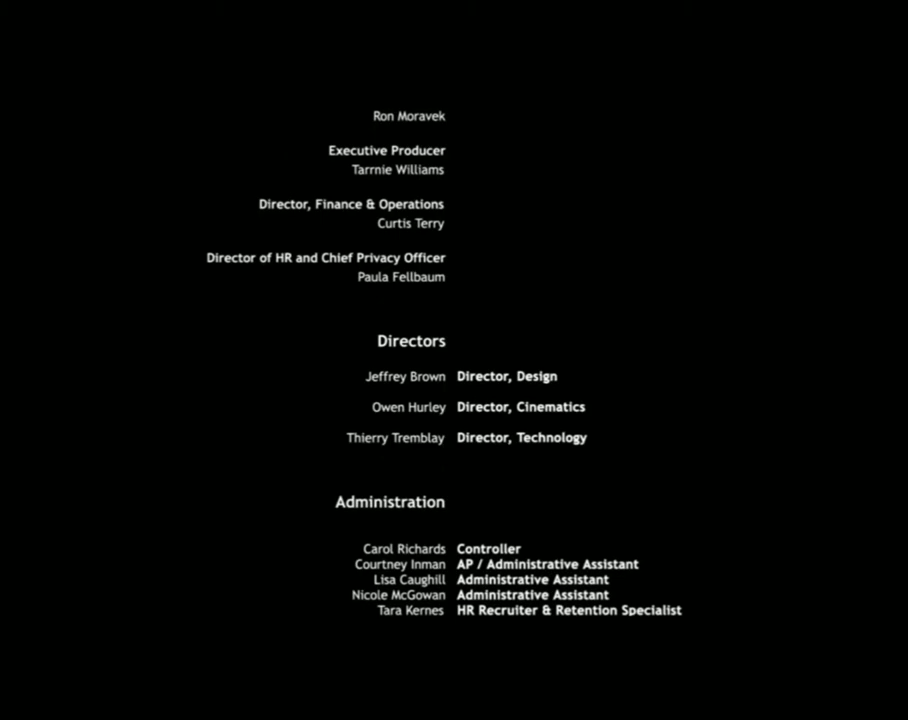 Ron Moravek
Executive Producer
Tarrnie Williams
Director, Finance & Operations
Curtis Terry
Director of HR and Chief Privacy Officer
Paula Fellbaum
Directors
Jeffrey Brown Director, Design
Owen Hurley Director, Cinematics
Thierry Tremblay Director, Technology
Administration
Carol Richards Controller
Courtney Inman AP / Administrative Assistant
Lisa Caughill Administrative Assistant
Nicole McGowan Administrative Assistant
Tara Kernes HR Recruiter & Retention Specialist